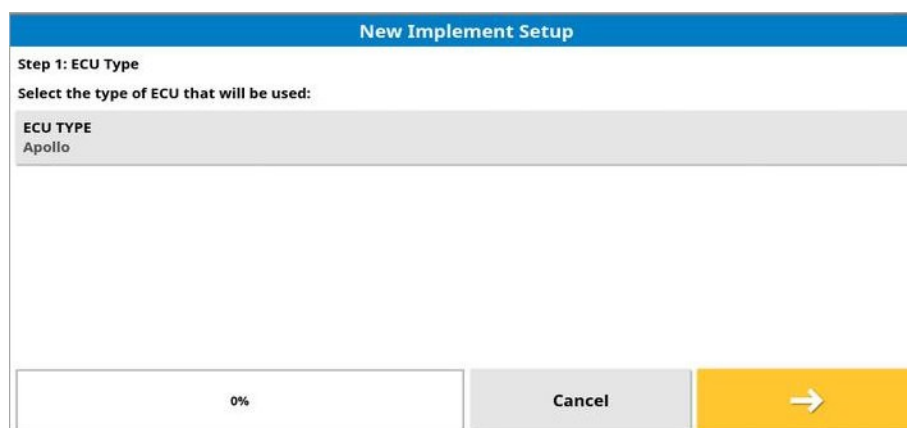 New Implement Setup
Step 1: ECU Type
Select the type of ECU that will be used:
ECU TYPE
Apollo
0%
Cancel